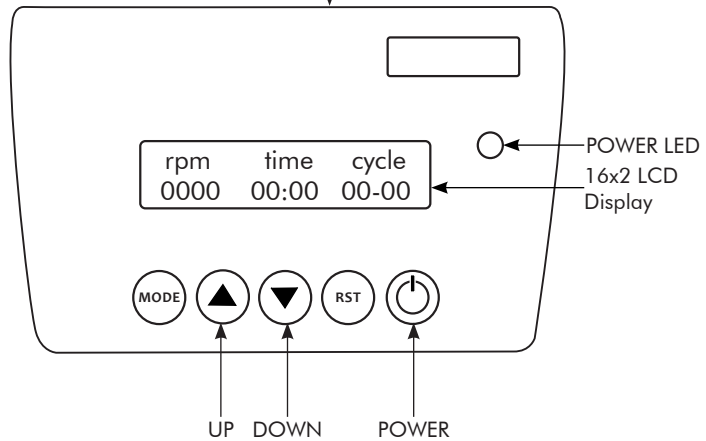 POWER LED
rpm time cycle
0000 00:00 00-00
16x2 LCD
Display
MODE
RST
UP DOWN POWER